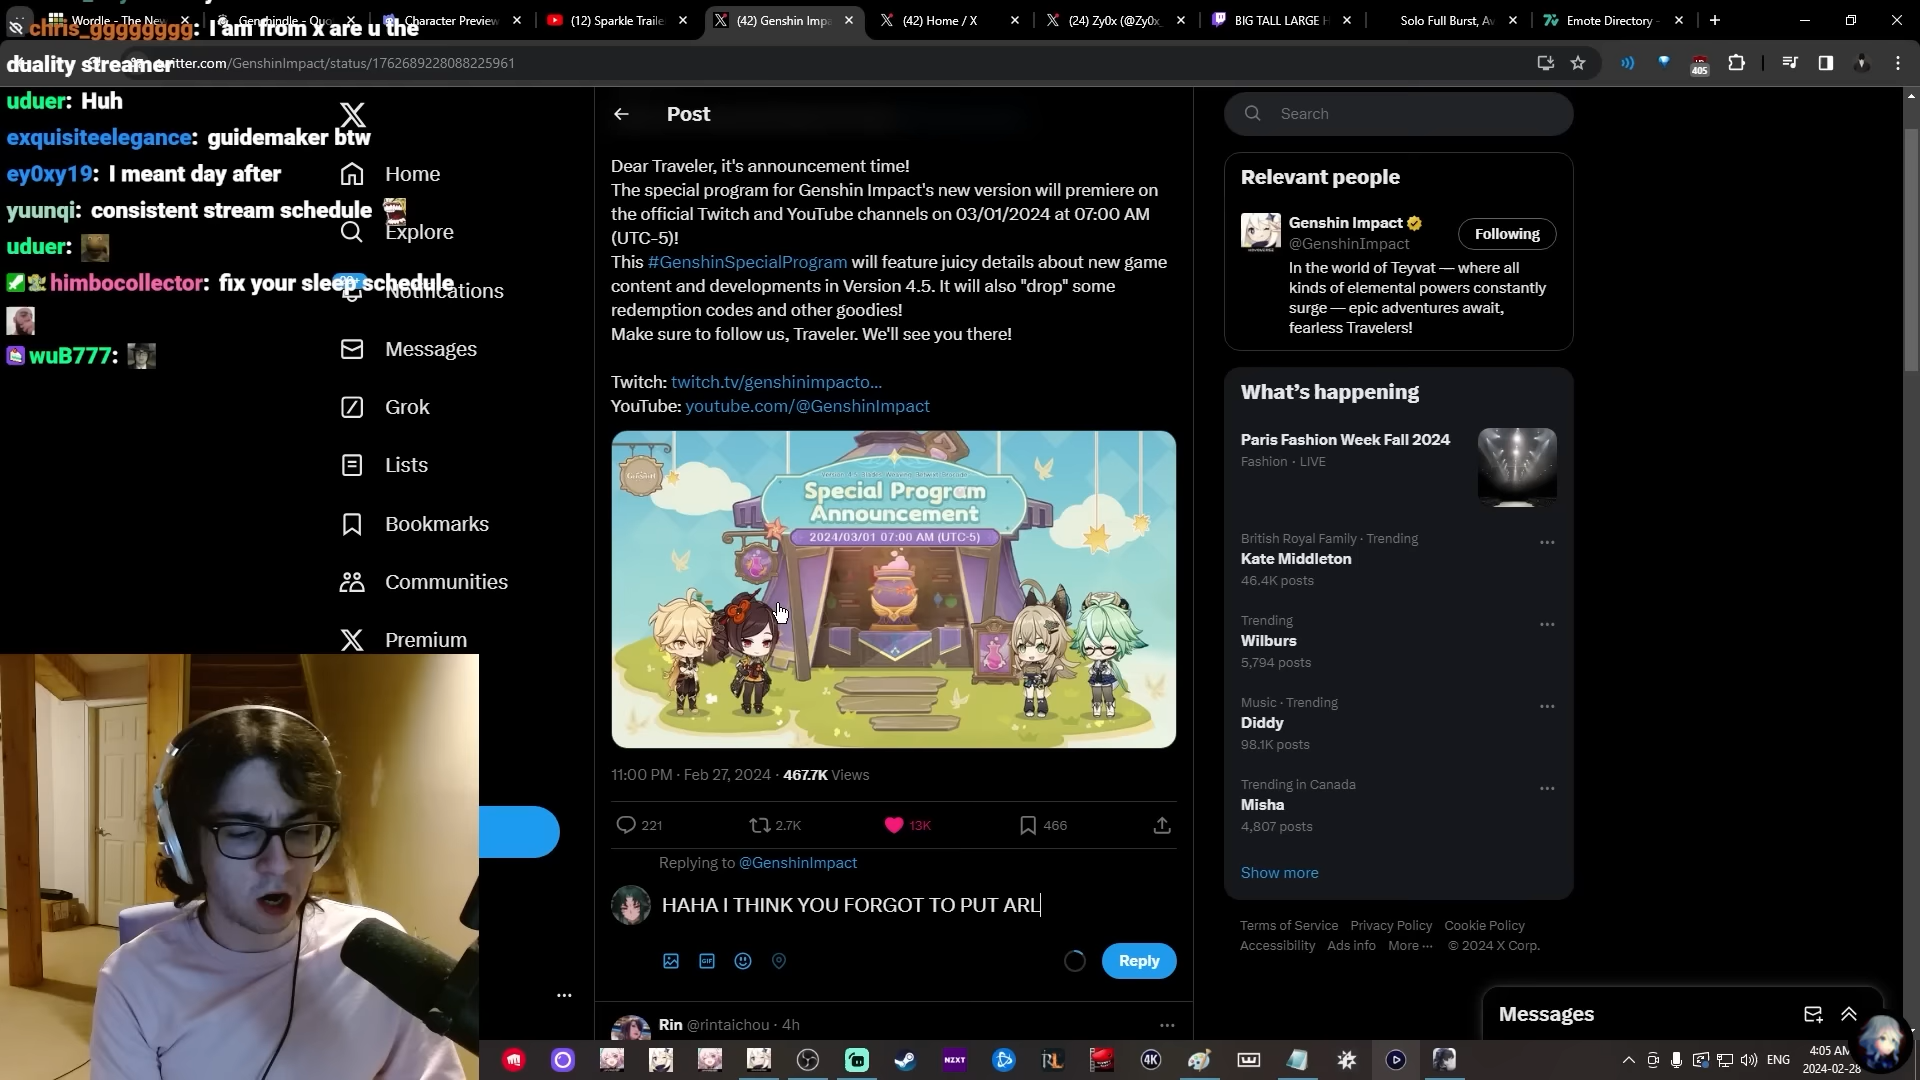 Wordle - The New
Genshindle - Quo
Character Preview
(12) Sparkle Traile
(42) Genshin Impa
(42) Home / X
(24) Zy0x (@Zy0x_
BIG TALL LARGE H
Solo Full Burst, Av
Emote Directory -
twitter.com/GenshinImpact/status/1762689228088225961
405
chris_gggggggg: I am from x are u the
duality streamer
uduer: Huh
exquisiteelegance: guidemaker btw
ey0xy19: I meant day after
yuunqi: consistent stream schedule
uduer:
himbocollector: fix your sleep schedule
wuB777:
Home
Explore
Notifications
Messages
Grok
Lists
Bookmarks
Communities
Premium
Post
Dear Traveler, it's announcement time!
The special program for Genshin Impact's new version will premiere on
the official Twitch and YouTube channels on 03/01/2024 at 07:00 AM
(UTC-5)!
This #GenshinSpecialProgram will feature juicy details about new game
content and developments in Version 4.5. It will also "drop" some
redemption codes and other goodies!
Make sure to follow us, Traveler. We'll see you there!
Twitch: twitch.tv/genshinimpacto...
YouTube: youtube.com/@GenshinImpact
Special Program
Announcement
2024/03/01 07:00 AM (UTC-5)
11:00 PM · Feb 27, 2024 · 467.7K Views
221
2.7K
13K
466
Replying to @GenshinImpact
HAHA I THINK YOU FORGOT TO PUT ARL
GIF
Reply
Rin @rintaichou · 4h
Search
Relevant people
Genshin Impact
@GenshinImpact
Following
In the world of Teyvat — where all
kinds of elemental powers constantly
surge — epic adventures await,
fearless Travelers!
What's happening
Paris Fashion Week Fall 2024
Fashion · LIVE
British Royal Family · Trending
Kate Middleton
46.4K posts
Trending
Wilburs
5,794 posts
Music · Trending
Diddy
98.1K posts
Trending in Canada
Misha
4,807 posts
Show more
Terms of Service Privacy Policy Cookie Policy
Accessibility Ads info More ··· © 2024 X Corp.
Messages
NZXT
RL
4K
ENG
4:05 AM
2024-02-28